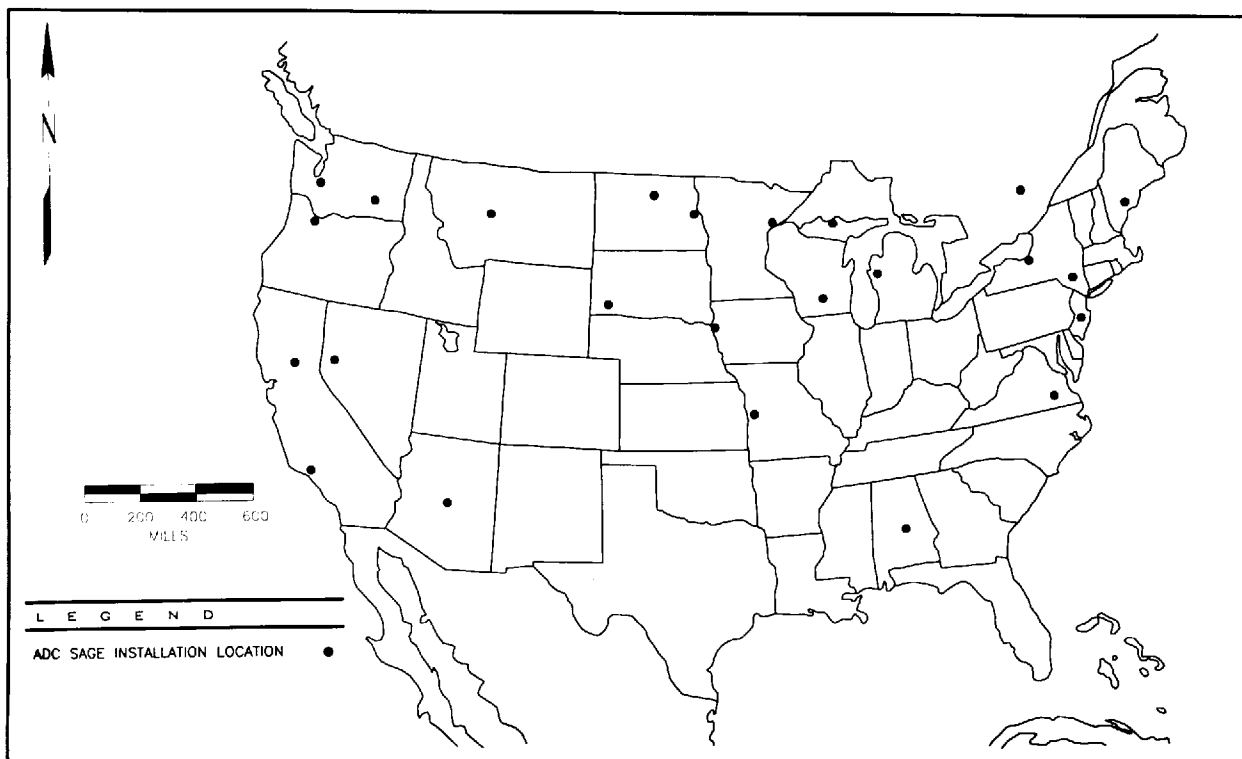 N
0 200 400 600
MILES
L E G E N D
ADC SAGE INSTALLATION LOCATION